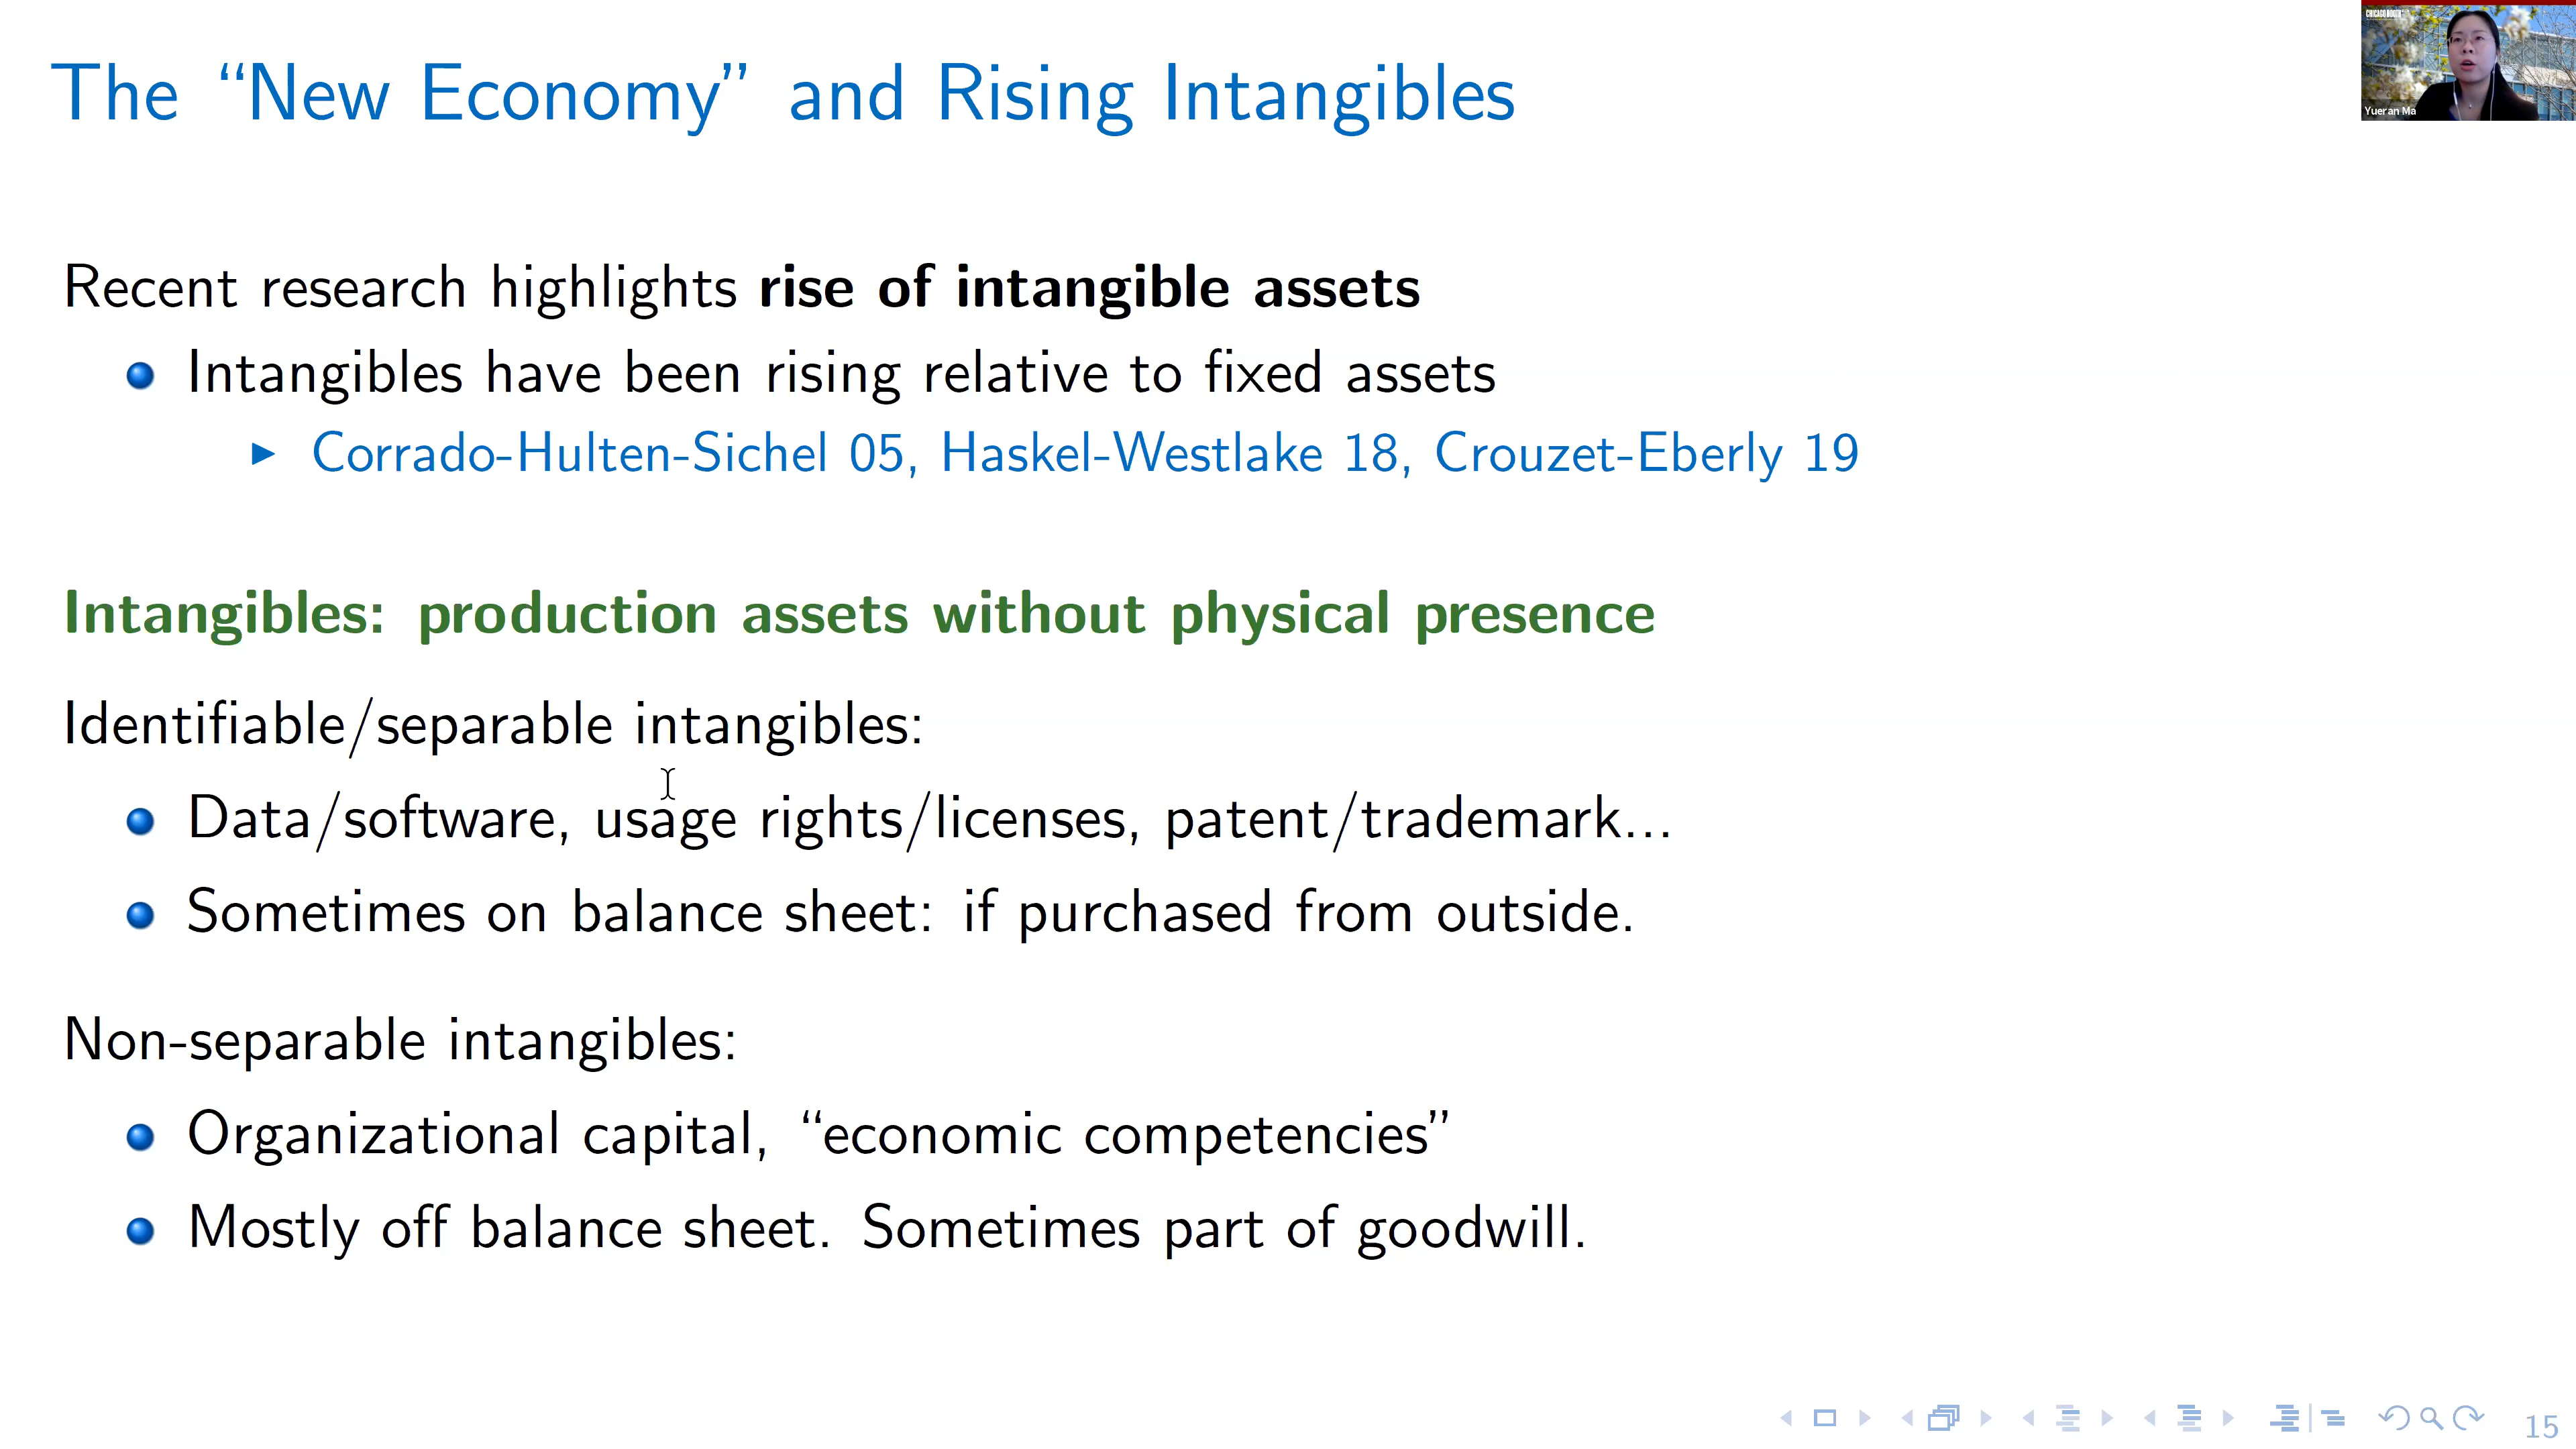 The “New Economy” and Rising Intangibles
CHICAGO BOOTH
Yueran Ma
Recent research highlights rise of intangible assets
Intangibles have been rising relative to fixed assets
Corrado-Hulten-Sichel 05, Haskel-Westlake 18, Crouzet-Eberly 19
Intangibles: production assets without physical presence
Identifiable/separable intangibles:
Data/software, usage rights/licenses, patent/trademark...
Sometimes on balance sheet: if purchased from outside.
Non-separable intangibles:
Organizational capital, “economic competencies”
Mostly off balance sheet. Sometimes part of goodwill.
15